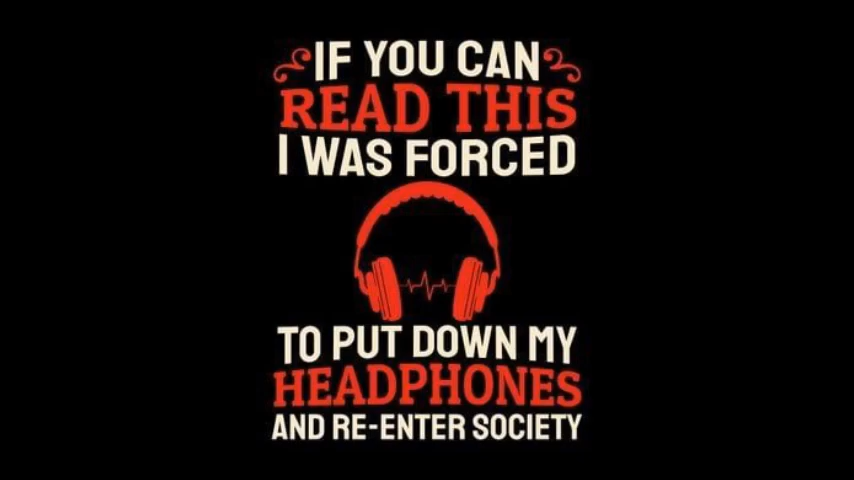 IF YOU CAN
READ THIS
I WAS FORCED
TO PUT DOWN MY
HEADPHONES
AND RE-ENTER SOCIETY